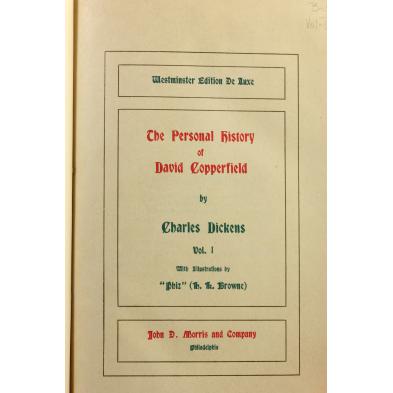 Westminster Edition De Luxe
The Personal History
of
David Copperfield
by
Charles Dickens
Vol. 1
With Illustrations by
"Phiz" (H. K. Browne)
John D. Morris and Company
Philadelphia